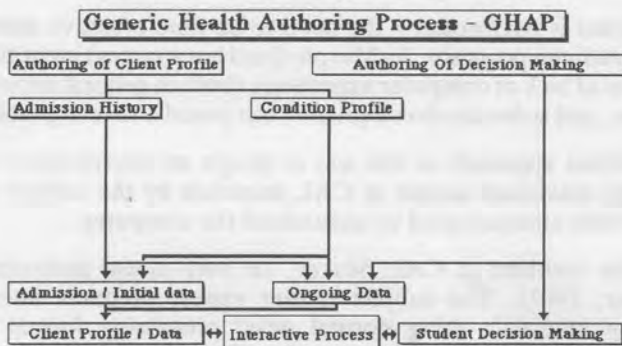 Generic Health Authoring Process - GHAP
Authoring of Client Profile
Authoring Of Decision Making
Admission History
Condition Profile
Admission / Initial data
Ongoing Data
Client Profile / Data
Interactive Process
Student Decision Making